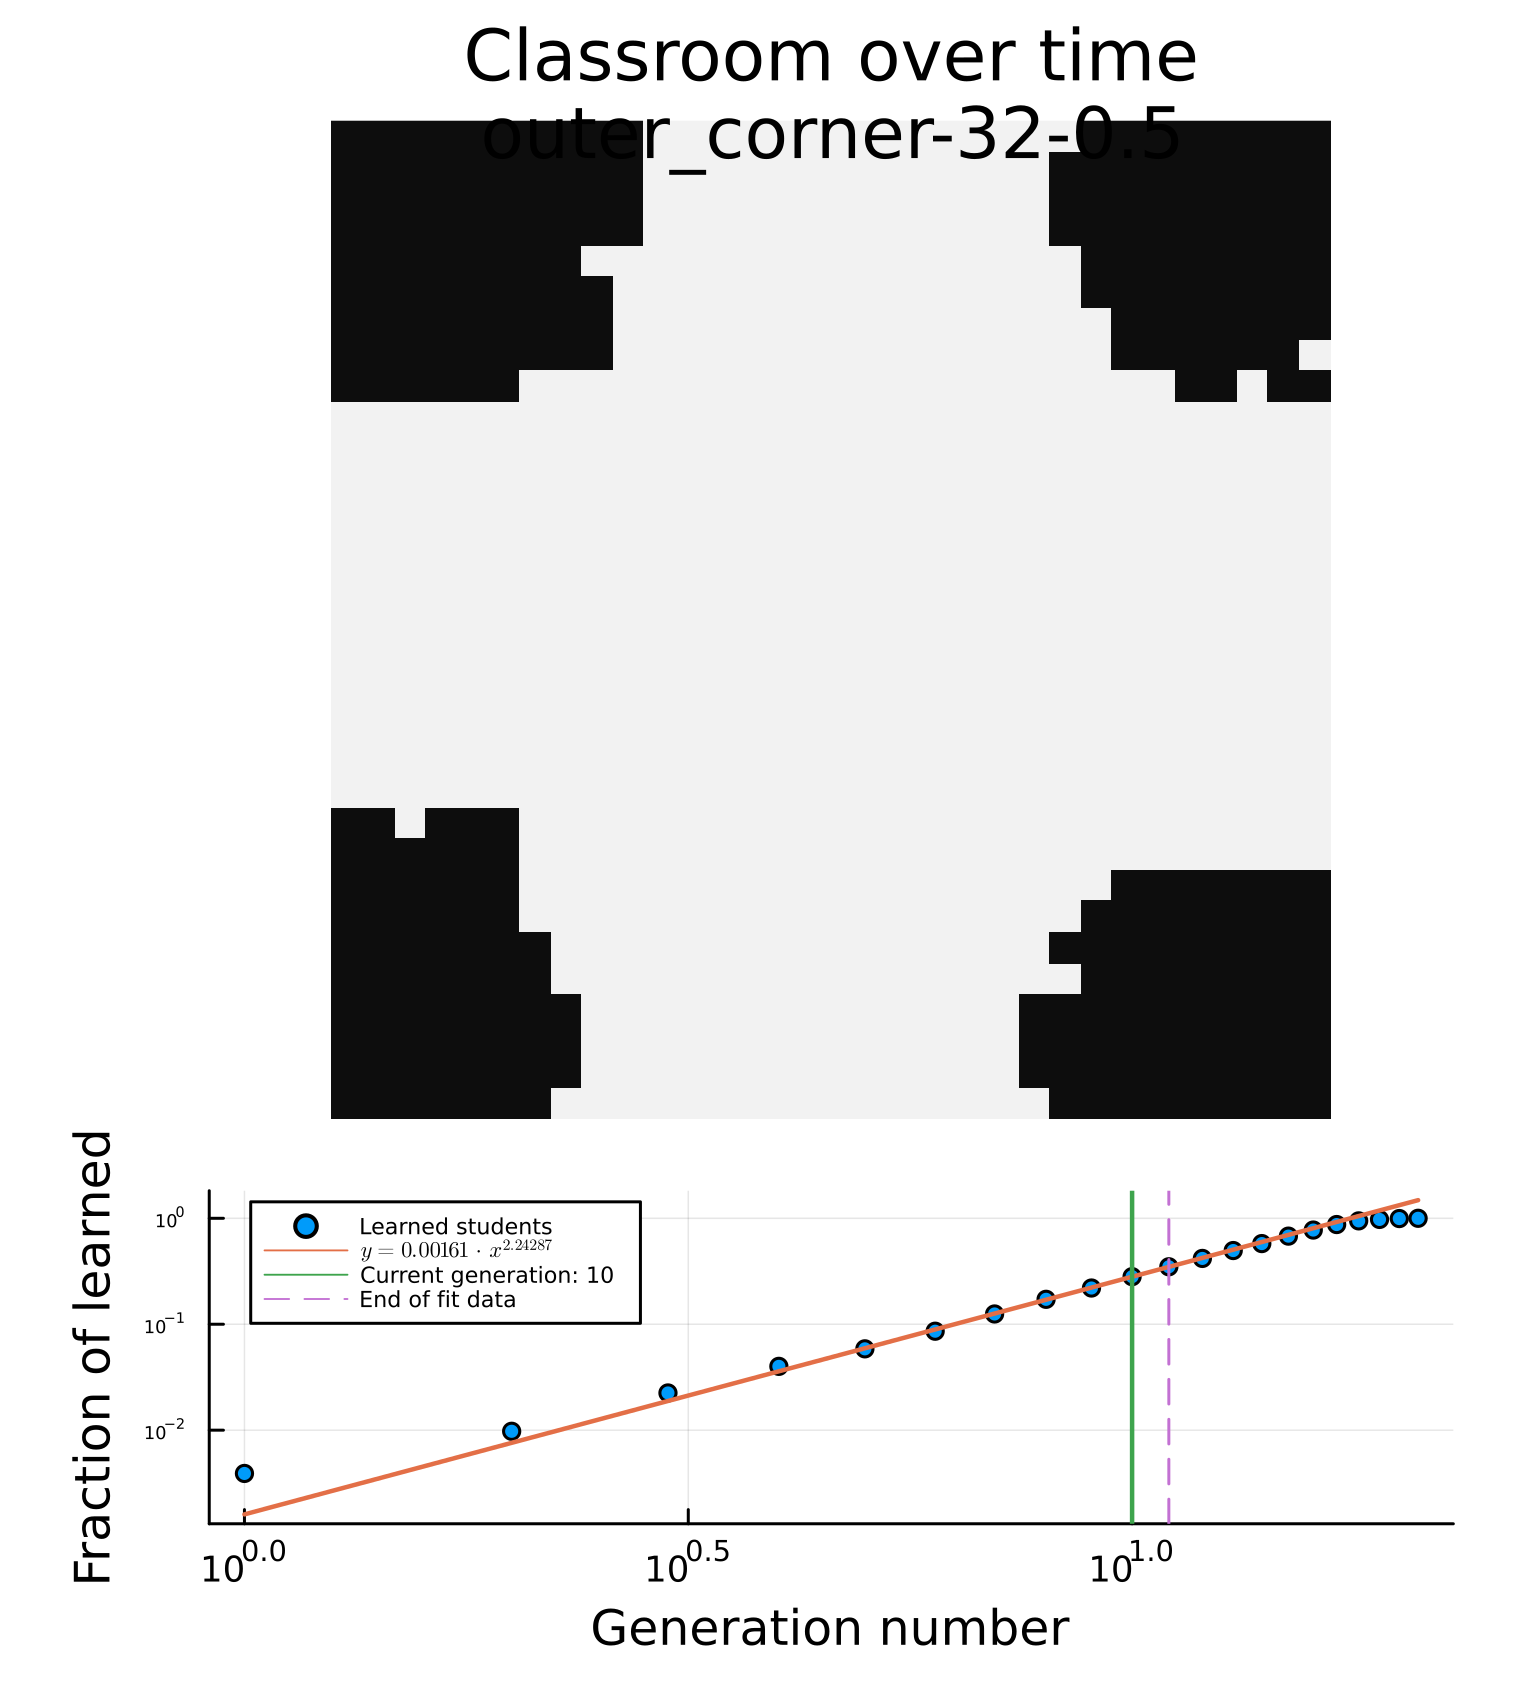 Classroom over time
outer_corner-32-0.5
Fraction of learned
10^0
10^−1
10^−2
Learned students
y = 0.00161 · x^2.24287
Current generation: 10
End of fit data
10^0.0
10^0.5
10^1.0
Generation number